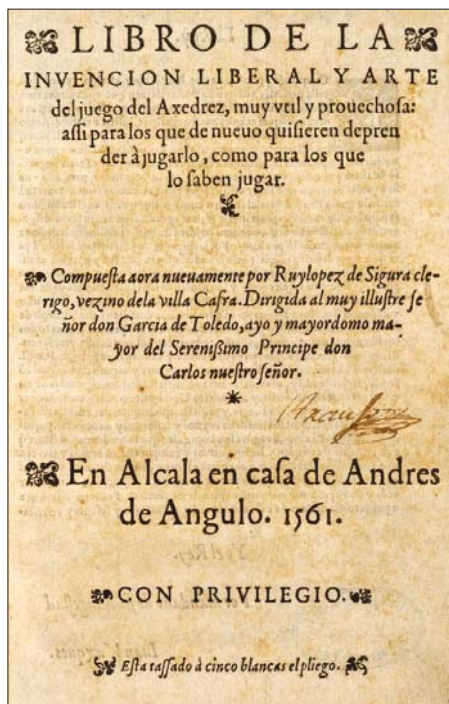 LIBRO DE LA
INVENCION LIBERAL Y ARTE
del juego del Axedrez, muy vtil y prouechoſa:
aſſi para los que de nueuo quiſieren depren
der à jugarlo, como para los que
lo ſaben jugar.
Compueſta aora nueuamente por Ruylopez de Sigura cle-
rigo, vezino dela villa Cafra. Dirigida al muy illuſtre ſe
ñor don Garcia de Toledo, ayo y mayordomo ma-
yor del Sereniſsimo Principe don
Carlos nueſtro ſeñor.
En Alcala en caſa de Andres
de Angulo. 1561.
CON PRIVILEGIO.
Eſta taſſado à cinco blancas el pliego.